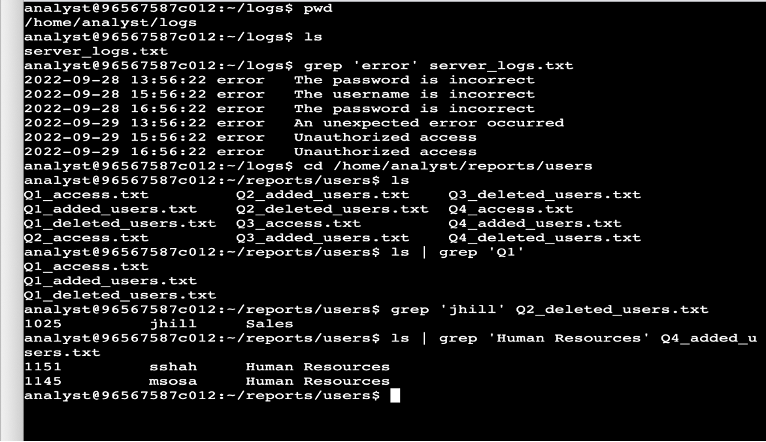 analyst@96567587c012:~/logs$ pwd
/home/analyst/logs
analyst@96567587c012:~/logs$ ls
server_logs.txt
analyst@96567587c012:~/logs$ grep 'error' server_logs.txt
2022-09-28 13:56:22 error   The password is incorrect
2022-09-28 15:56:22 error   The username is incorrect
2022-09-28 16:56:22 error   The password is incorrect
2022-09-29 13:56:22 error   An unexpected error occurred
2022-09-29 15:56:22 error   Unauthorized access
2022-09-29 16:56:22 error   Unauthorized access
analyst@96567587c012:~/logs$ cd /home/analyst/reports/users
analyst@96567587c012:~/reports/users$ ls
Q1_access.txt         Q2_added_users.txt    Q3_deleted_users.txt
Q1_added_users.txt    Q2_deleted_users.txt  Q4_access.txt
Q1_deleted_users.txt  Q3_access.txt         Q4_added_users.txt
Q2_access.txt         Q3_added_users.txt    Q4_deleted_users.txt
analyst@96567587c012:~/reports/users$ ls | grep 'Q1'
Q1_access.txt
Q1_added_users.txt
Q1_deleted_users.txt
analyst@96567587c012:~/reports/users$ grep 'jhill' Q2_deleted_users.txt
1025         jhill     Sales
analyst@96567587c012:~/reports/users$ ls | grep 'Human Resources' Q4_added_u
sers.txt
1151         sshah     Human Resources
1145         msosa     Human Resources
analyst@96567587c012:~/reports/users$